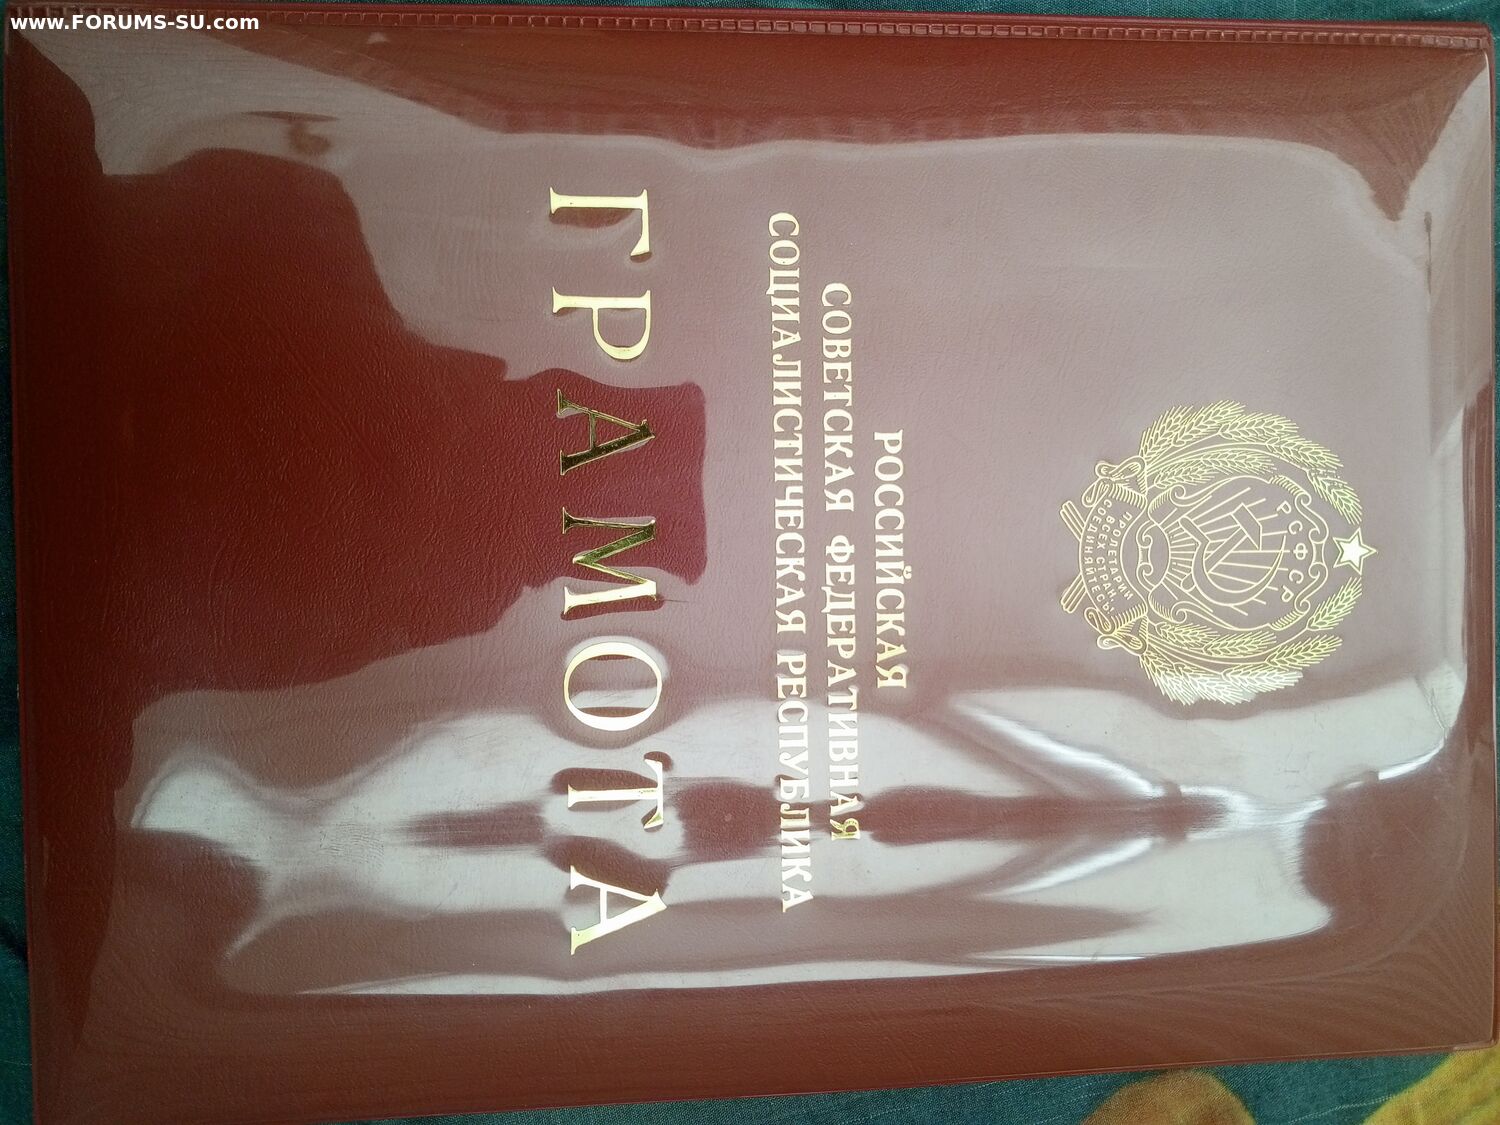 www.FORUMS-SU.com
РСФСР
ПРОЛЕТАРИИ
ВСЕХ СТРАН,
СОЕДИНЯЙТЕСЬ!
РОССИЙСКАЯ
СОВЕТСКАЯ ФЕДЕРАТИВНАЯ
СОЦИАЛИСТИЧЕСКАЯ РЕСПУБЛИКА
ГРАМОТА